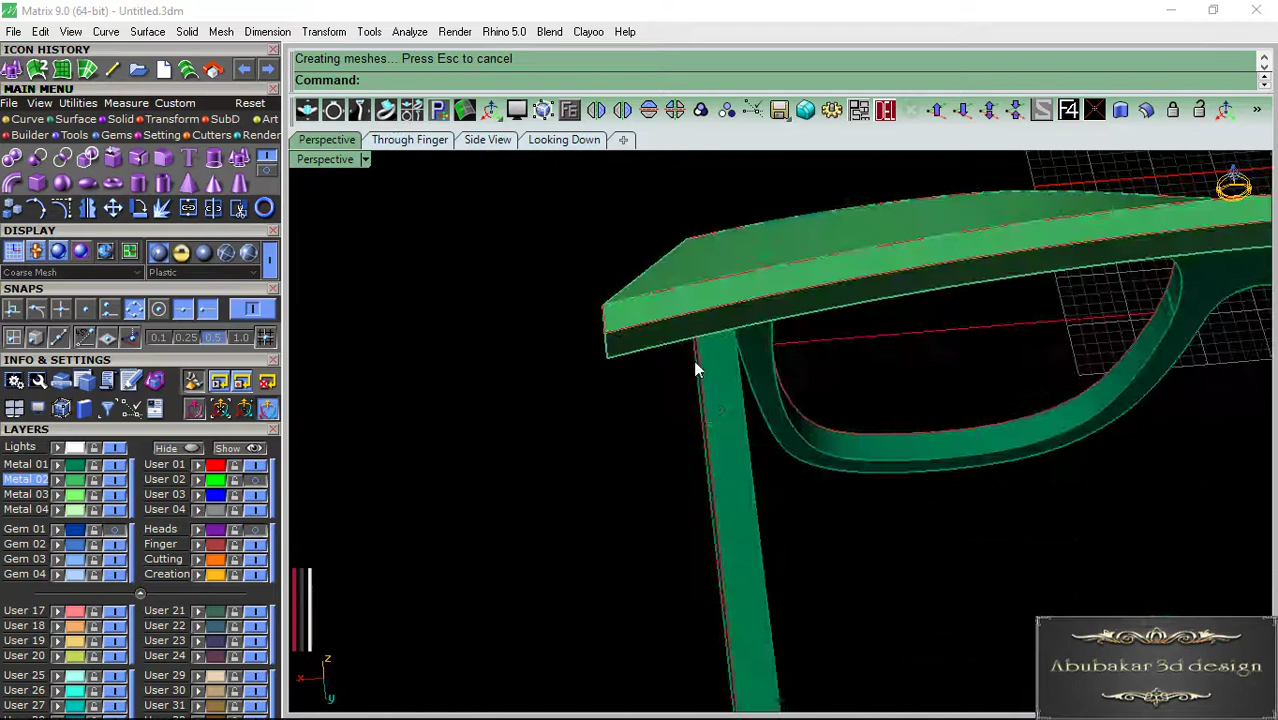 Matrix 9.0 (64-bit) - Untitled.3dm
File Edit View Curve Surface Solid Mesh Dimension Transform Tools Analyze Render Rhino 5.0 Blend Clayoo Help
ICON HISTORY
Creating meshes... Press Esc to cancel
Command:
MAIN MENU
File View Utilities Measure Custom Reset
Curve Surface Solid Transform SubD Art
Builder Tools Gems Setting Cutters Render
F4
Perspective Through Finger Side View Looking Down
Perspective
DISPLAY
Coarse Mesh Plastic
SNAPS
0.1 0.25 0.5 1.0
INFO & SETTINGS
LAYERS
Lights Hide Show
Metal 01 User 01
Metal 02 User 02
Metal 03 User 03
Metal 04 User 04
Gem 01 Heads
Gem 02 Finger
Gem 03 Cutting
Gem 04 Creation
User 17 User 21
User 18 User 22
User 19 User 23
User 20 User 24
User 25 User 29
User 26 User 30
User 27 User 31
z
x
y
Abubakar 3d design